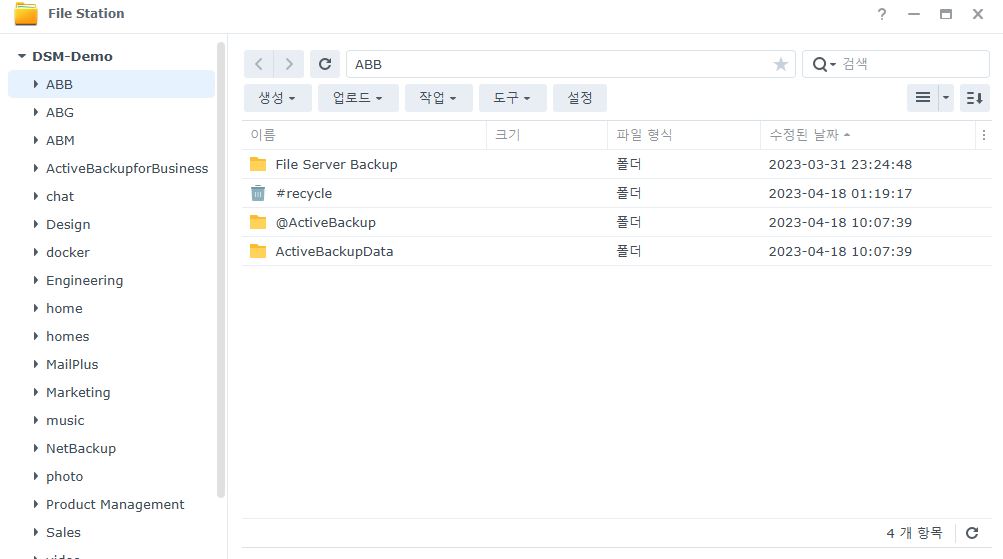 File Station
DSM-Demo
ABB
ABG
ABM
ActiveBackupforBusiness
chat
Design
docker
Engineering
home
homes
MailPlus
Marketing
music
NetBackup
photo
Product Management
Sales
video
ABB
검색
생성 업로드 작업 도구 설정
이름 크기 파일 형식 수정된 날짜
File Server Backup 폴더 2023-03-31 23:24:48
#recycle 폴더 2023-04-18 01:19:17
@ActiveBackup 폴더 2023-04-18 10:07:39
ActiveBackupData 폴더 2023-04-18 10:07:39
4 개 항목